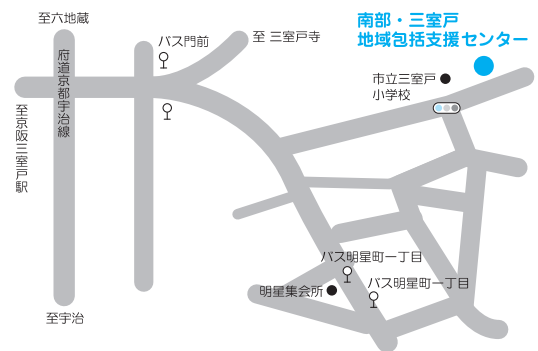 至六地蔵
バス門前
至 三室戸寺
南部・三室戸
地域包括支援センター
府道京都宇治線
市立三室戸
小学校
至京阪三室戸駅
バス明星町一丁目
バス明星町一丁目
明星集会所
至宇治